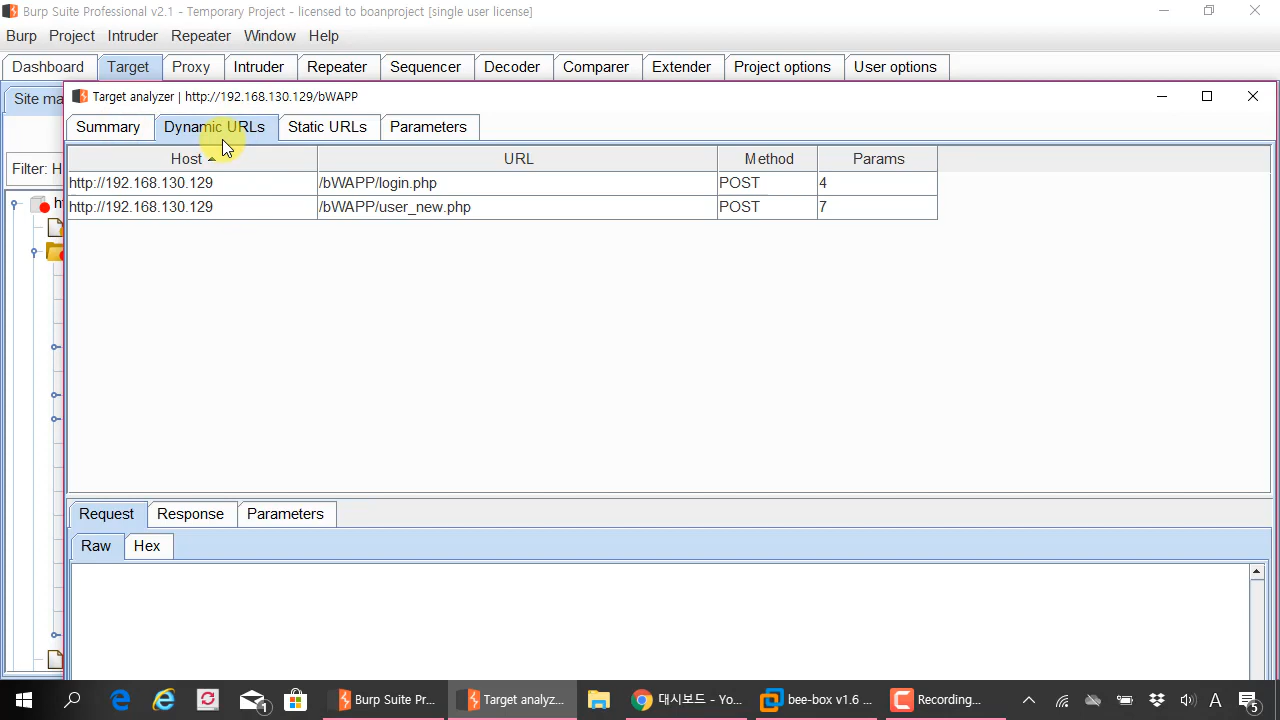 Burp Suite Professional v2.1 - Temporary Project - licensed to boanproject [single user license]
Burp Project Intruder Repeater Window Help
Dashboard Target Proxy Intruder Repeater Sequencer Decoder Comparer Extender Project options User options
Site ma
Target analyzer | http://192.168.130.129/bWAPP
Summary Dynamic URLs Static URLs Parameters
Host URL Method Params
Filter: H
http://192.168.130.129 /bWAPP/login.php POST 4
http://192.168.130.129 /bWAPP/user_new.php POST 7
Request Response Parameters
Raw Hex
1 Burp Suite Pr... Target analyz... 대시보드 - Yo... bee-box v1.6 ... Recording... A 5